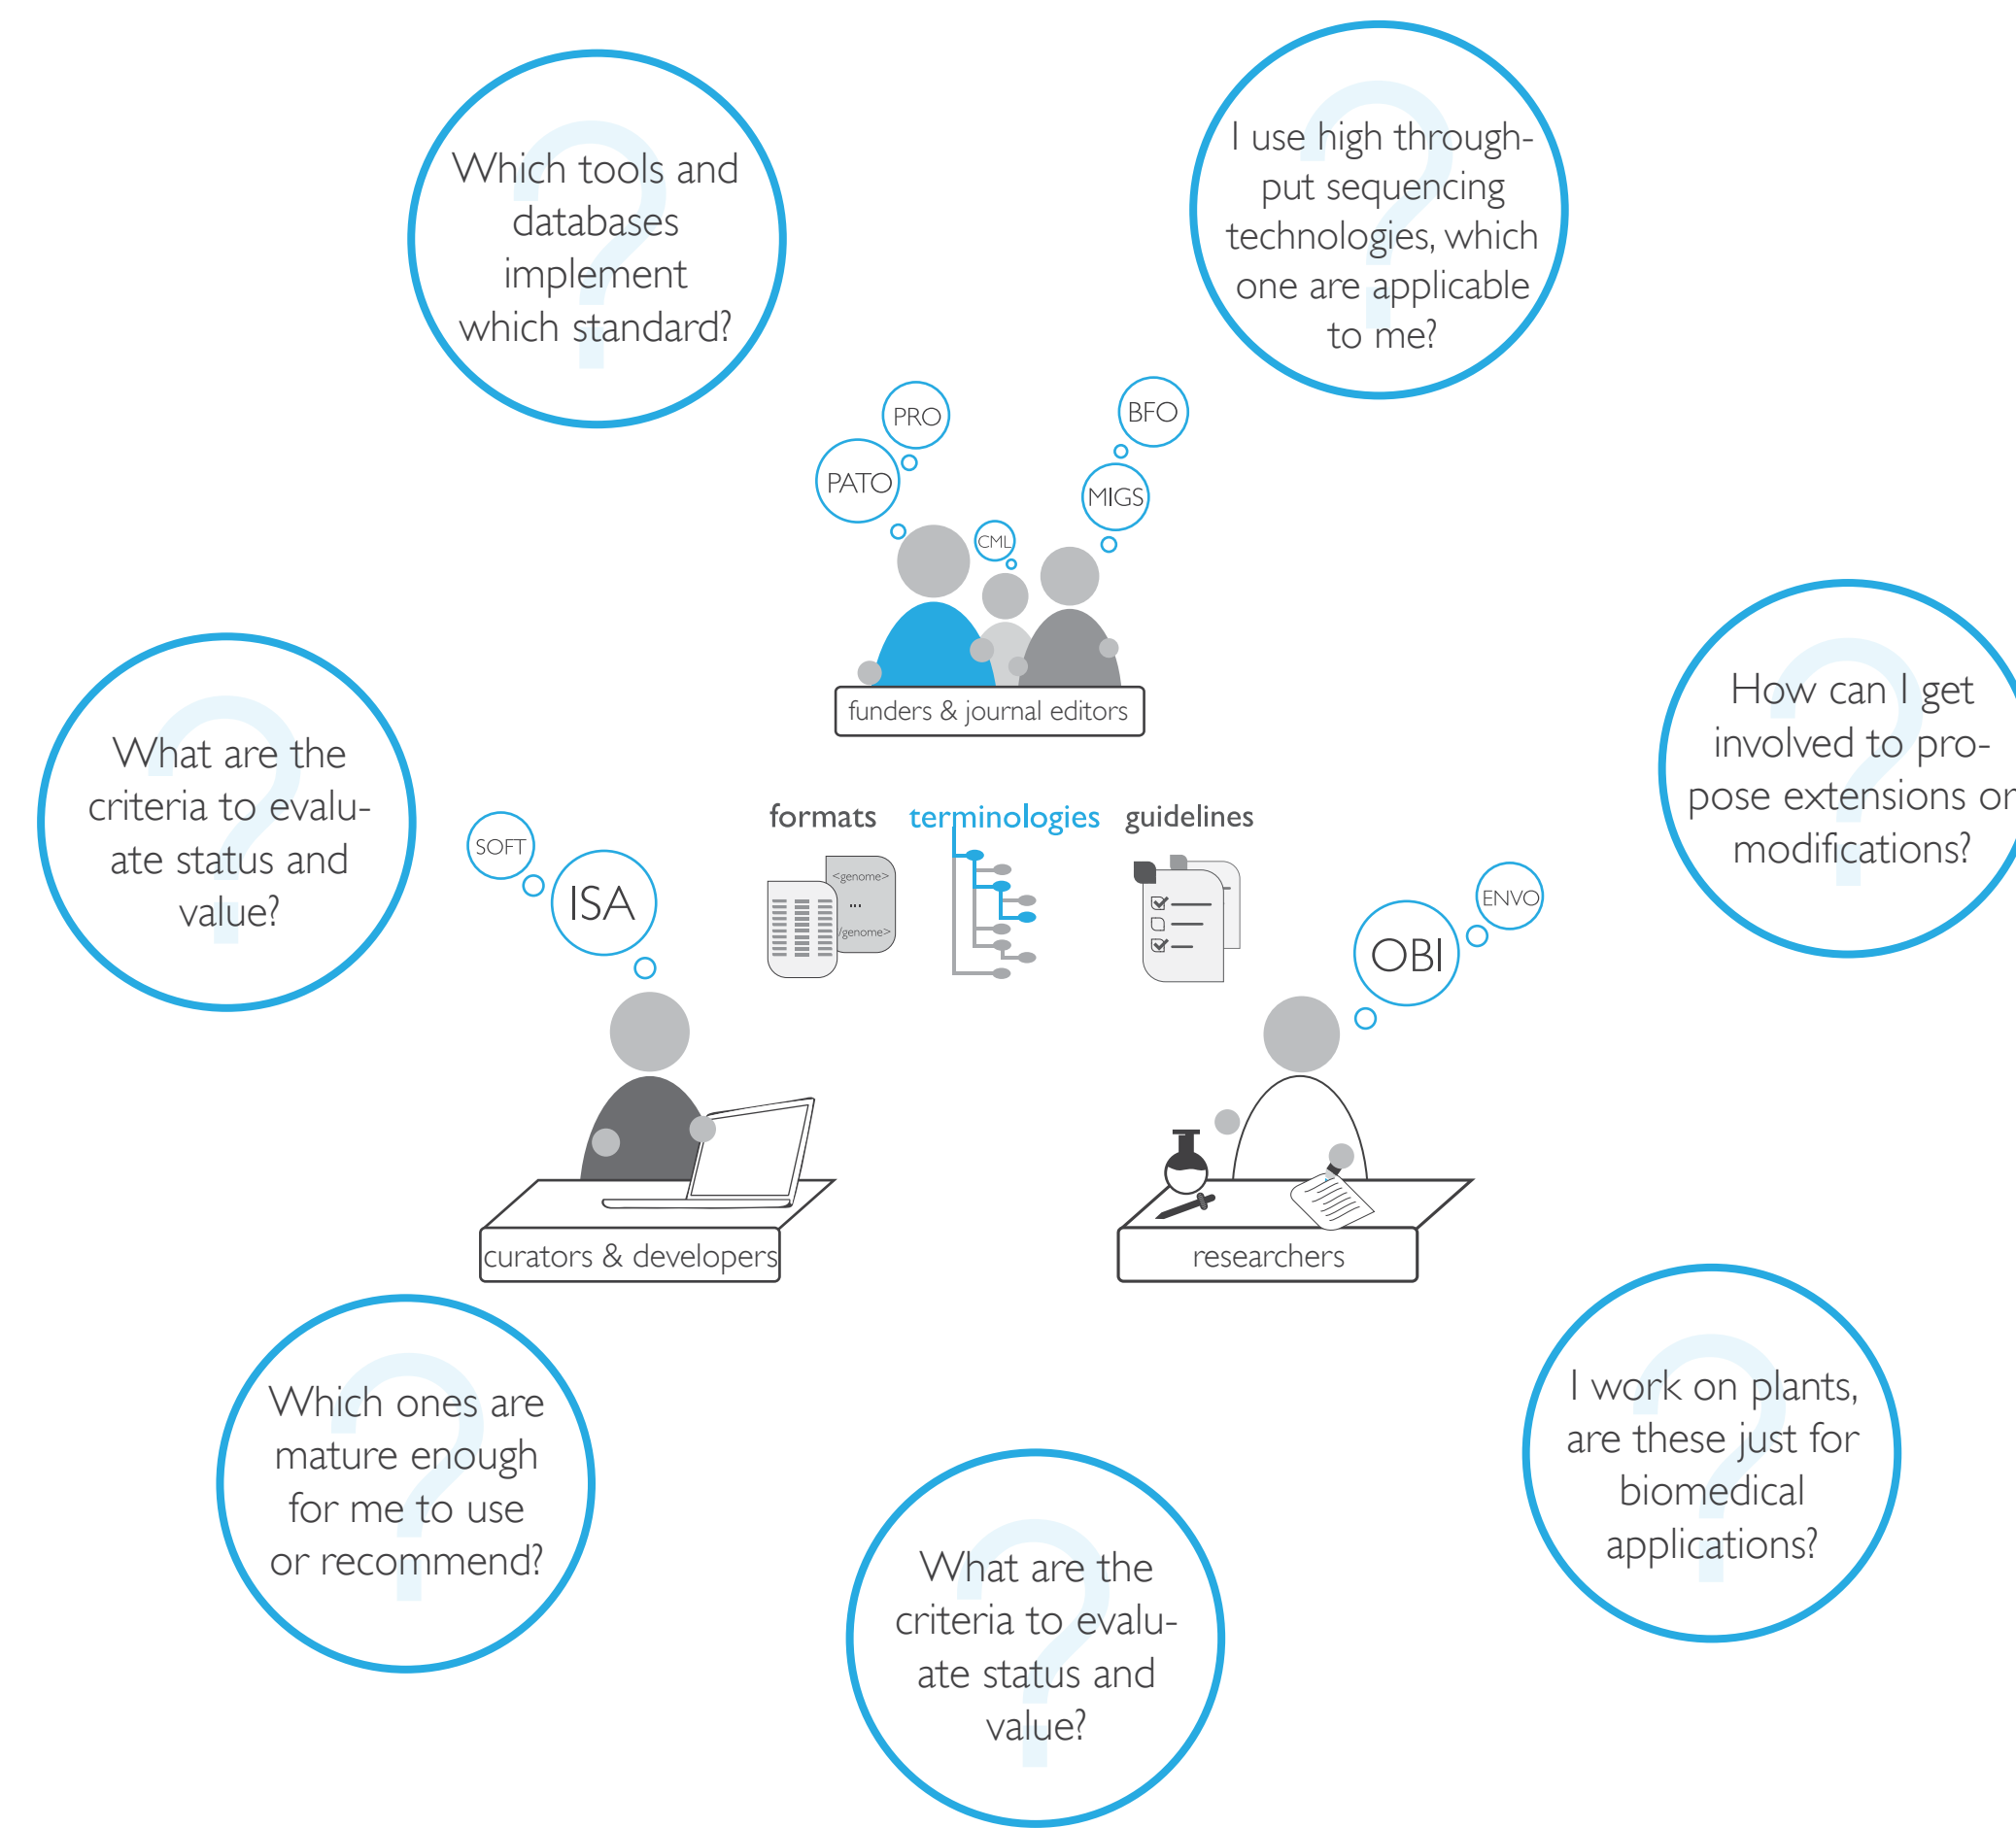 Which tools and
databases
implement
which standard?
I use high through-
put sequencing
technologies, which
one are applicable
to me?
PRO
PATO
CML
BFO
MIGS
funders & journal editors
What are the
criteria to evalu-
ate status and
value?
How can I get
involved to pro-
pose extensions or
modifications?
formats
terminologies
guidelines
<genome>
...
/genome>
SOFT
ISA
ENVO
OBI
curators & developers
researchers
Which ones are
mature enough
for me to use
or recommend?
What are the
criteria to evalu-
ate status and
value?
I work on plants,
are these just for
biomedical
applications?